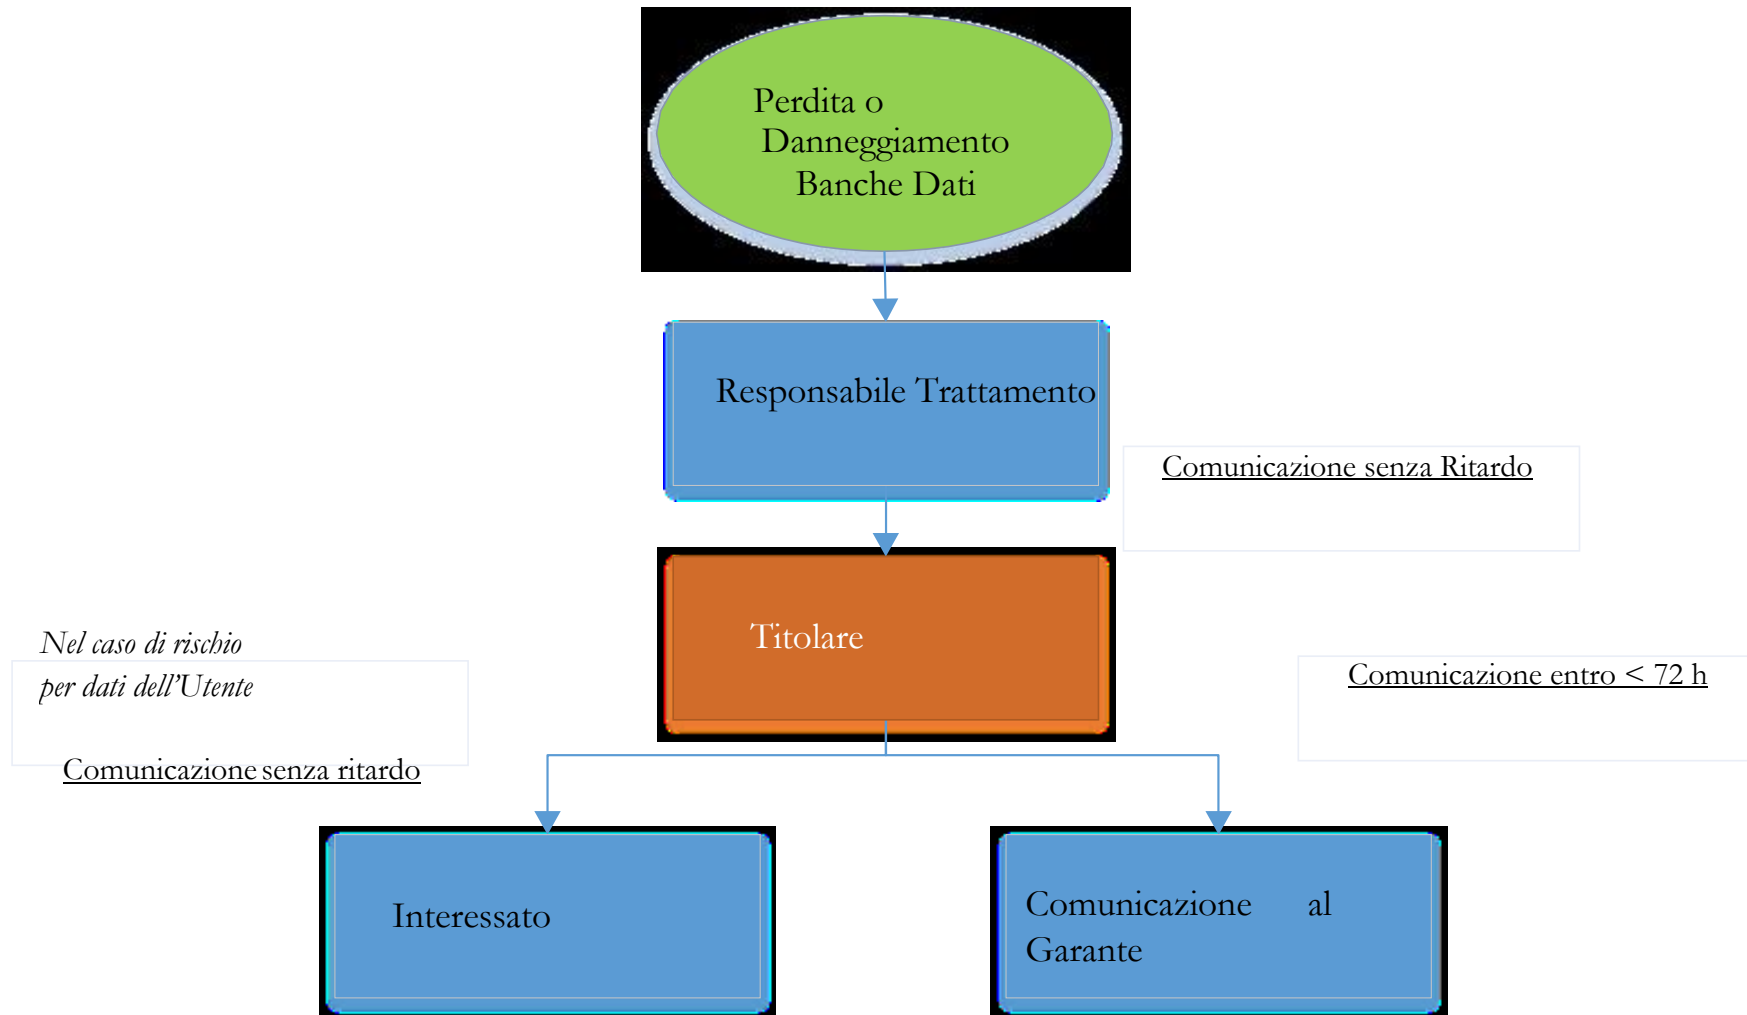 Perdita o
Danneggiamento
Banche Dati
Responsabile Trattamento
Comunicazione senza Ritardo
Titolare
Nel caso di rischio
per dati dell’Utente
Comunicazione senza ritardo
Comunicazione entro < 72 h
Interessato
Comunicazione al
Garante